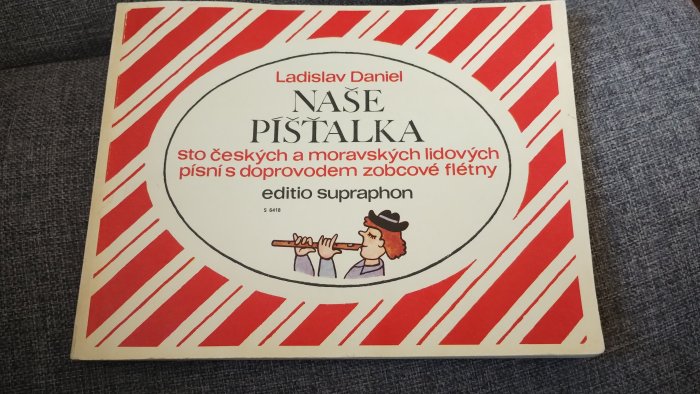 Ladislav Daniel
NAŠE
PÍŠŤALKA
sto českých a moravských lidových
písní s doprovodem zobcové flétny
editio supraphon
S 6418